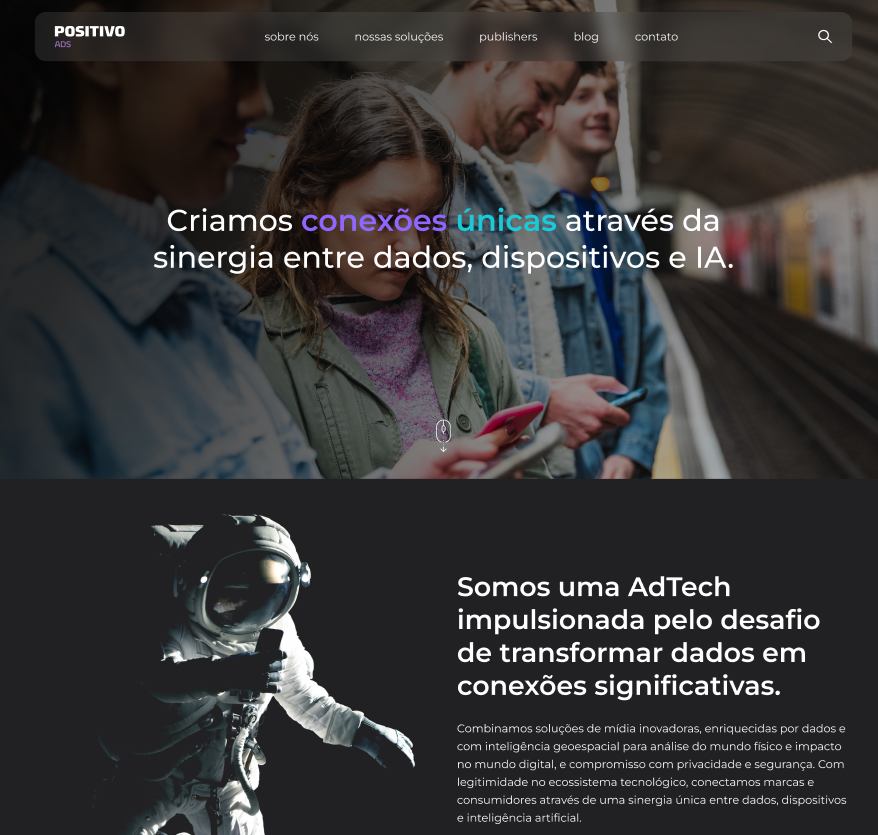 POSITIVO
ADS
sobre nós
nossas soluções
publishers
blog
contato
Criamos conexões únicas através da
sinergia entre dados, dispositivos e IA.
Somos uma AdTech
impulsionada pelo desafio
de transformar dados em
conexões significativas.
Combinamos soluções de mídia inovadoras, enriquecidas por dados e
com inteligência geoespacial para análise do mundo físico e impacto
no mundo digital, e compromisso com privacidade e segurança. Com
legitimidade no ecossistema tecnológico, conectamos marcas e
consumidores através de uma sinergia única entre dados, dispositivos
e inteligência artificial.